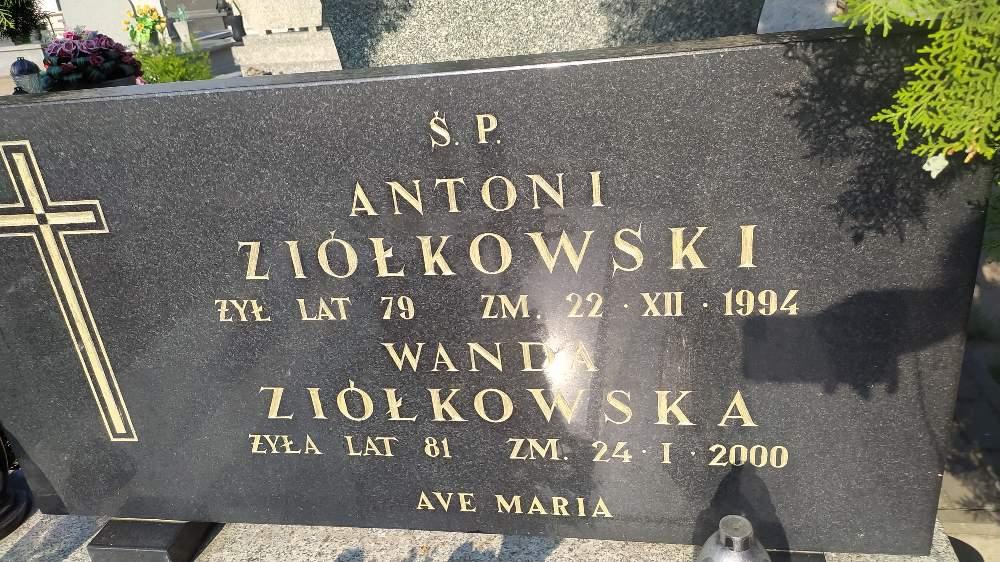 Ś. P.
ANTONI
ZIÓŁKOWSKI
ŻYŁ LAT 79 ZM. 22 · XII · 1994
WANDA
ZIÓŁKOWSKA
ŻYŁA LAT 81 ZM. 24 · I · 2000
AVE MARIA